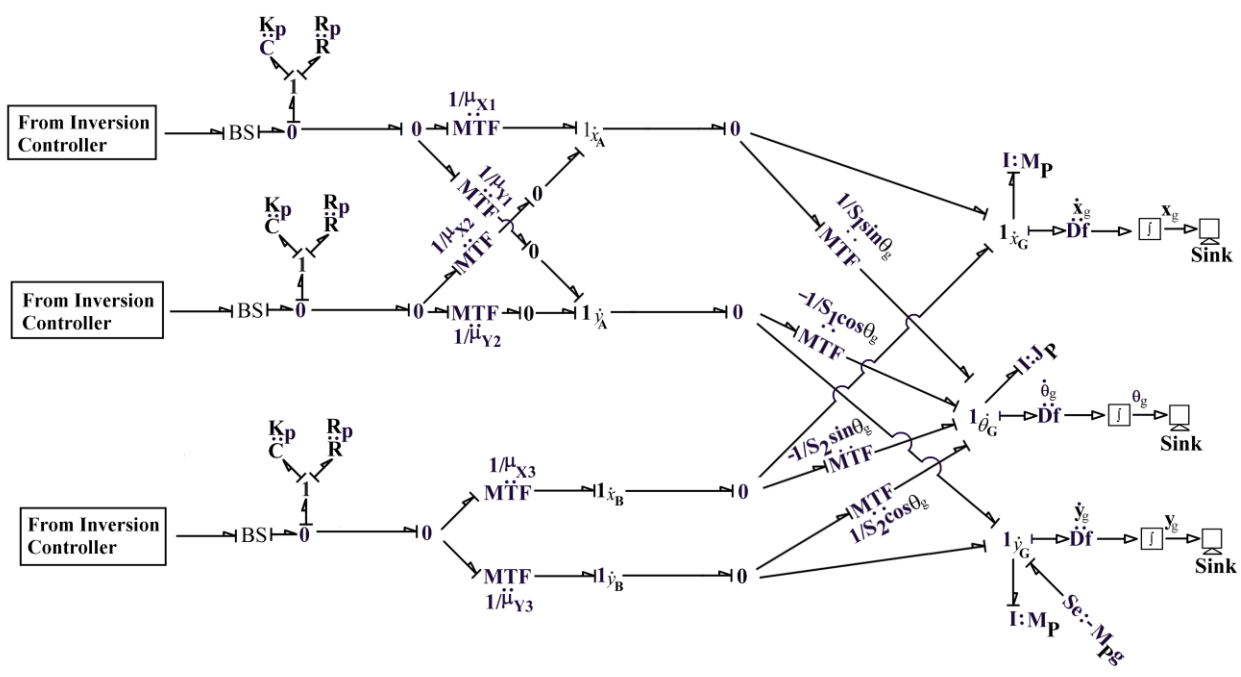 Kp
C
Rp
R
1
From Inversion
Controller
BS
0
0
1/μX1
MTF
1ẋA
0
1/μY1
MTF
1/μX2
MTF
0
0
Kp
C
Rp
R
1
From Inversion
Controller
BS
0
0
MTF
1/μY2
0
1ẏA
0
1/S1sinθg
MTF
-1/S1cosθg
MTF
I:MP
1ẋG
ẋg
Df
∫
xg
Sink
I:JP
1θ̇G
θ̇g
Df
∫
θg
Sink
Kp
C
Rp
R
1
From Inversion
Controller
BS
0
0
1/μX3
MTF
1ẋB
0
-1/S2sinθg
MTF
MTF
1/S2cosθg
MTF
1/μY3
1ẏB
0
1ẏG
ẏg
Df
∫
yg
Sink
I:MP
Se:-MPg